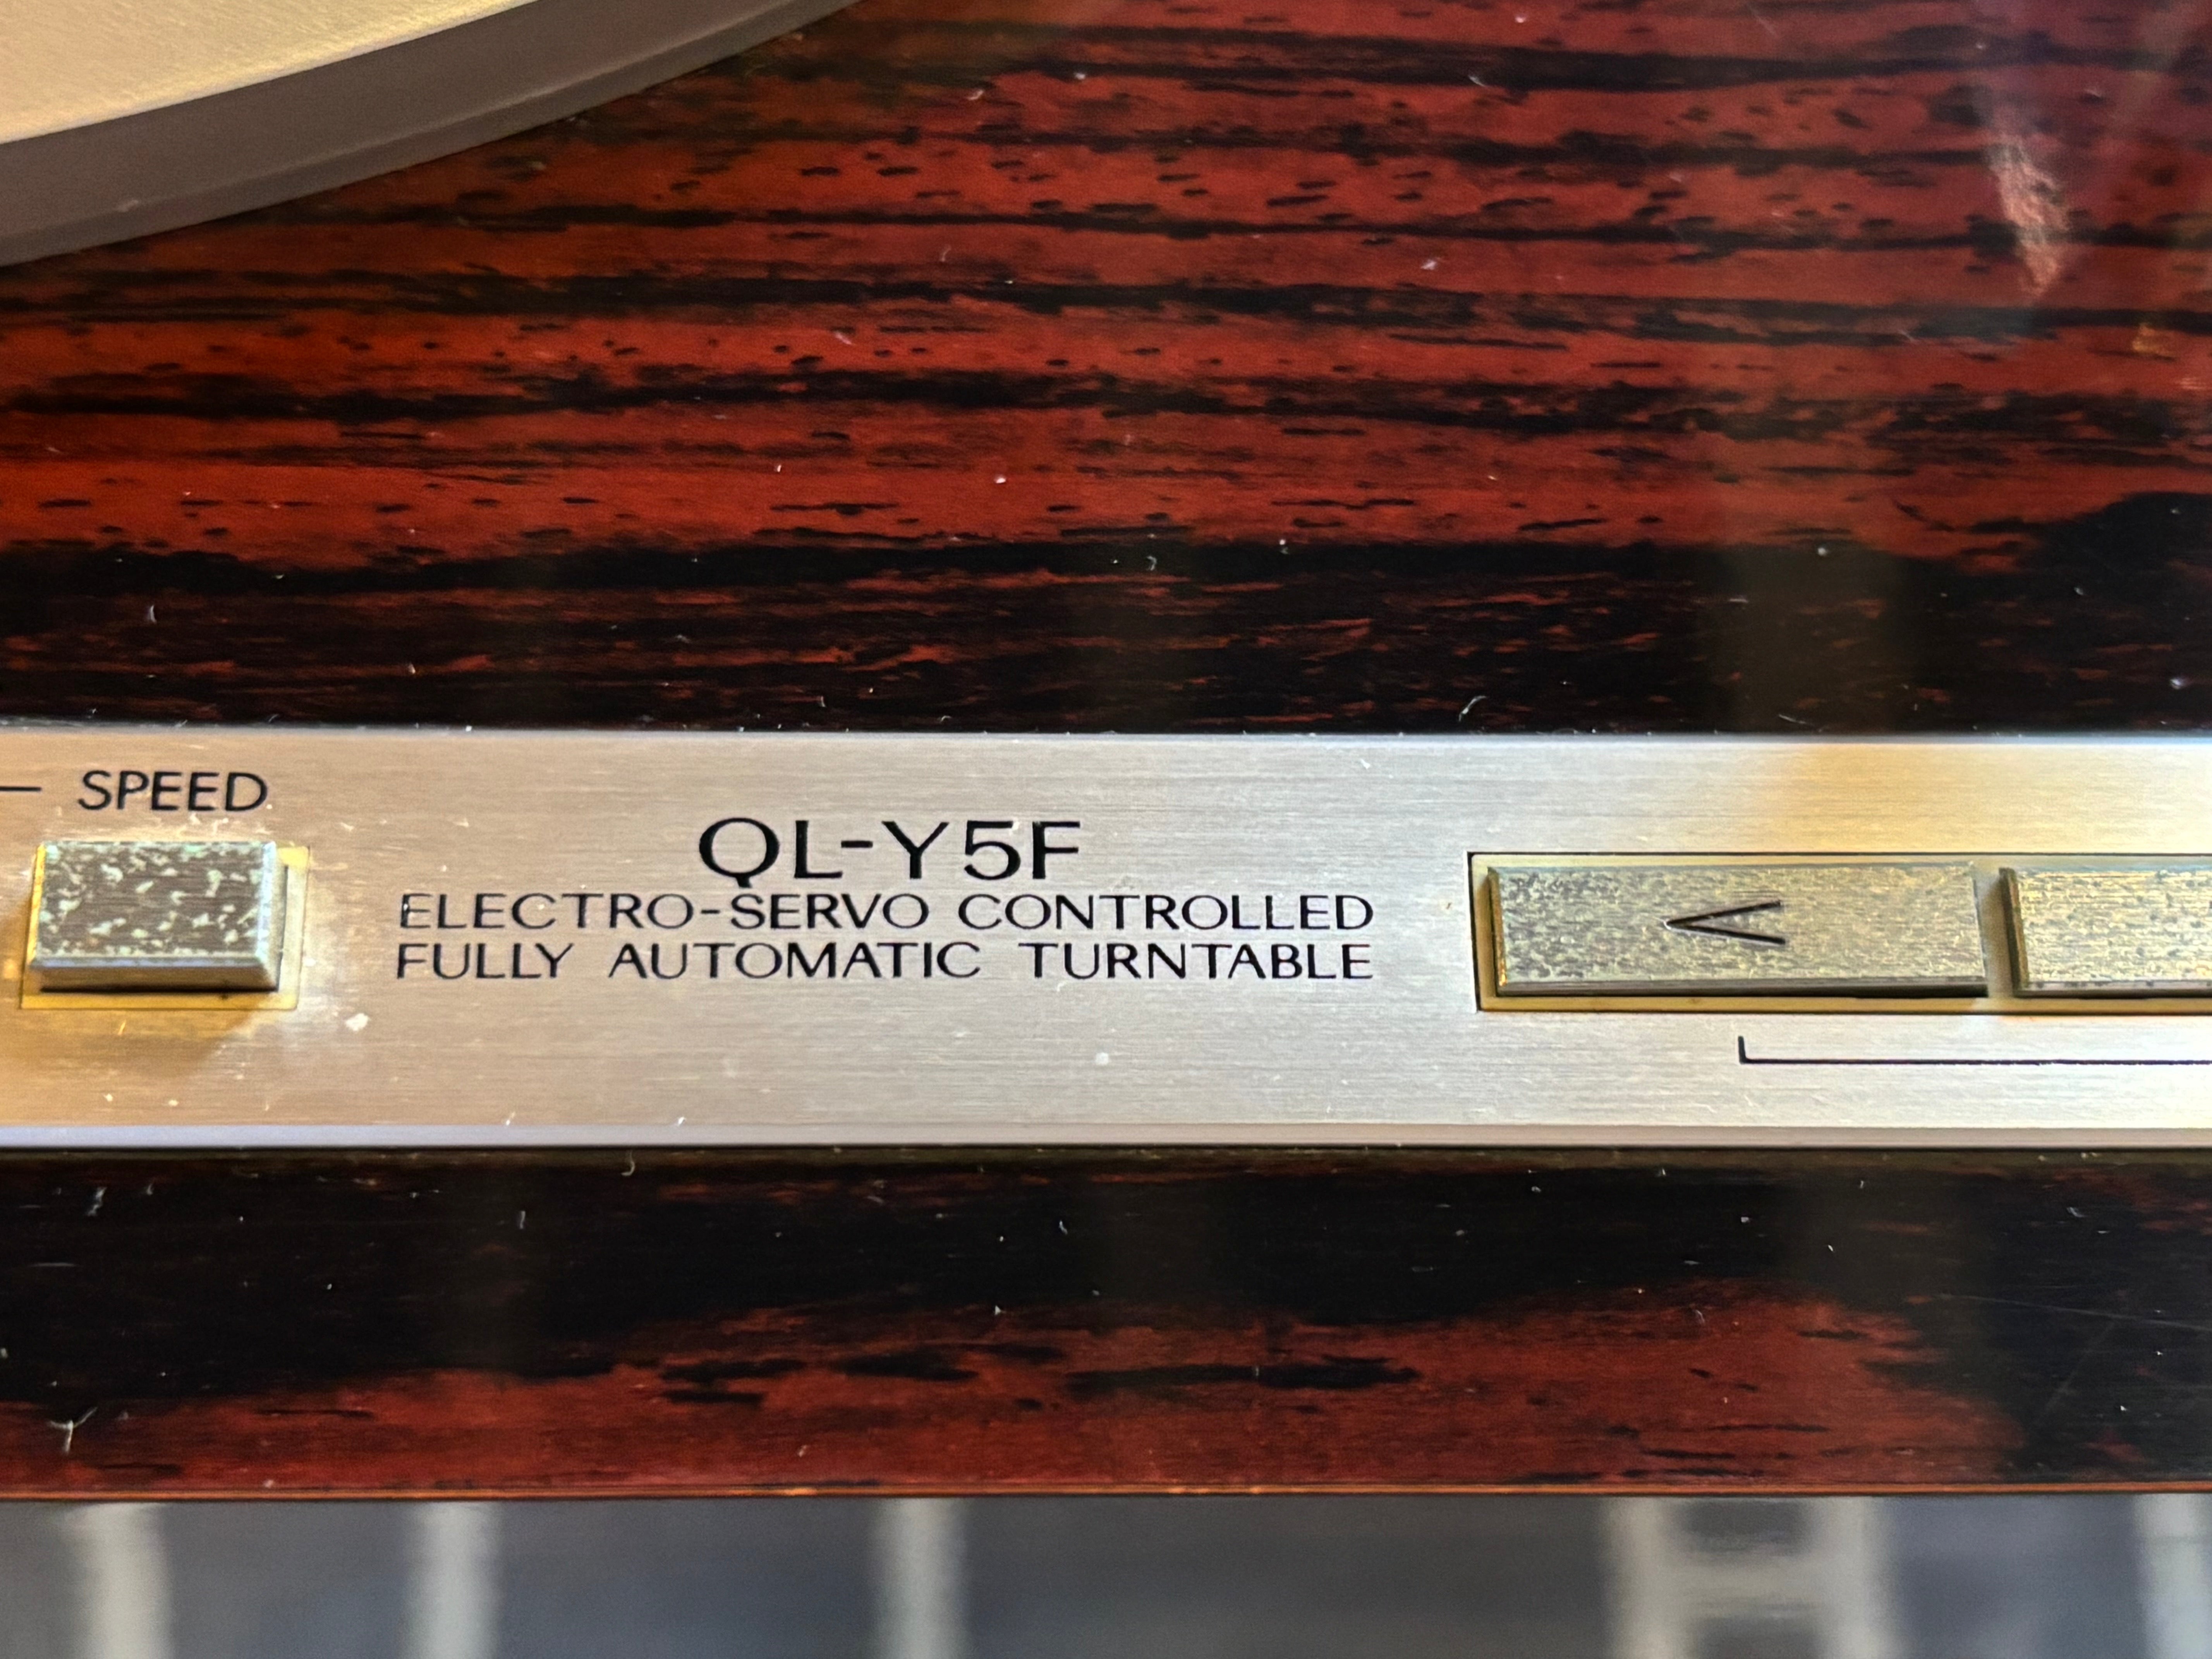 SPEED
QL-Y5F
ELECTRO-SERVO CONTROLLED
FULLY AUTOMATIC TURNTABLE